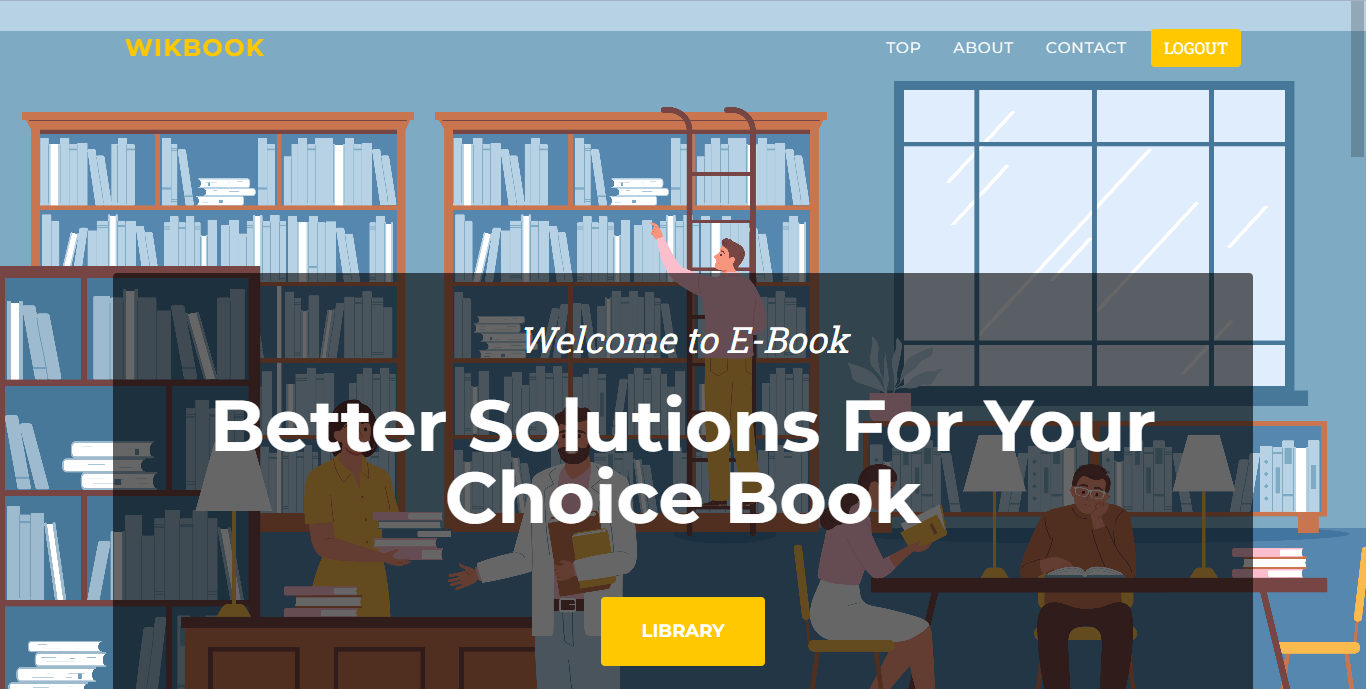 WIKBOOK
TOP ABOUT CONTACT LOGOUT
Welcome to E-Book
Better Solutions For Your
Choice Book
LIBRARY